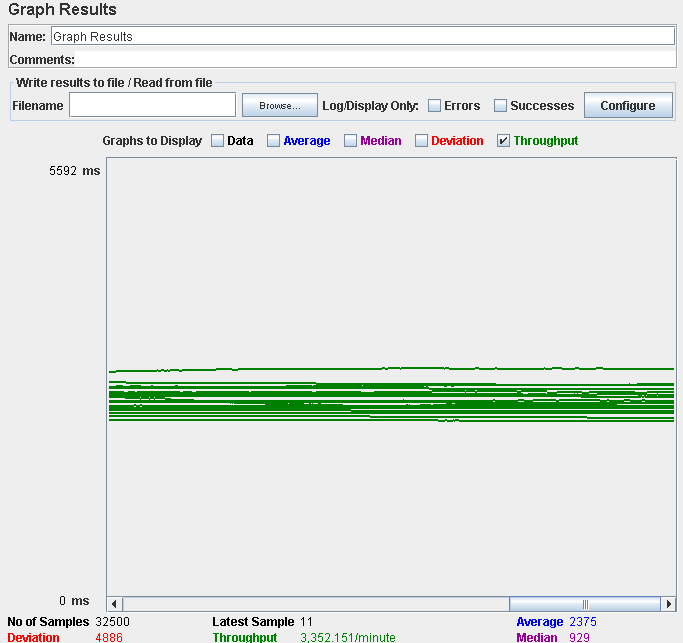 Graph Results
Name: Graph Results
Comments:
Write results to file / Read from file
Filename Browse... Log/Display Only: Errors Successes Configure
Graphs to Display Data Average Median Deviation Throughput
5592 ms
0 ms
No of Samples 32500 Latest Sample 11 Average 2375
Deviation 4886 Throughput 3,352.151/minute Median 929